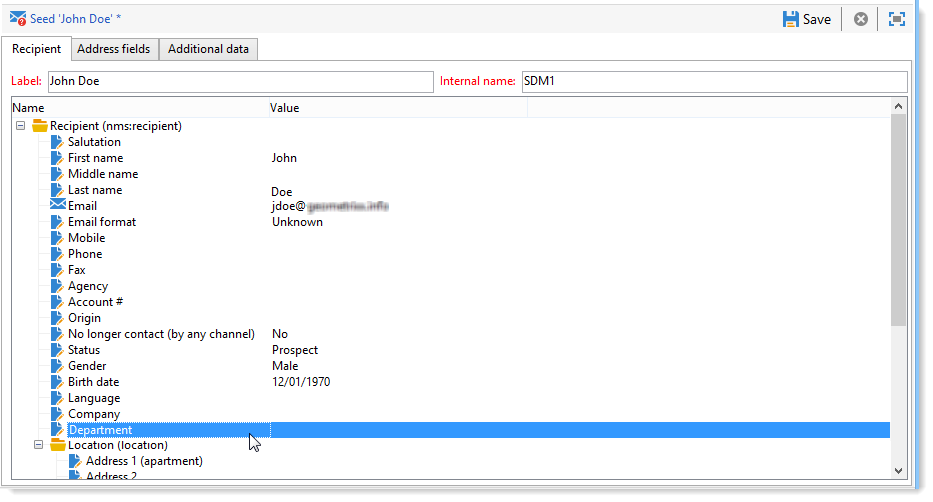 Seed 'John Doe' *
Save
Recipient
Address fields
Additional data
Label: John Doe
Internal name: SDM1
Name Value
Recipient (nms:recipient)
Salutation
First name John
Middle name
Last name Doe
Email jdoe@
Email format Unknown
Mobile
Phone
Fax
Agency
Account #
Origin
No longer contact (by any channel) No
Status Prospect
Gender Male
Birth date 12/01/1970
Language
Company
Department
Location (location)
Address 1 (apartment)
Address 2